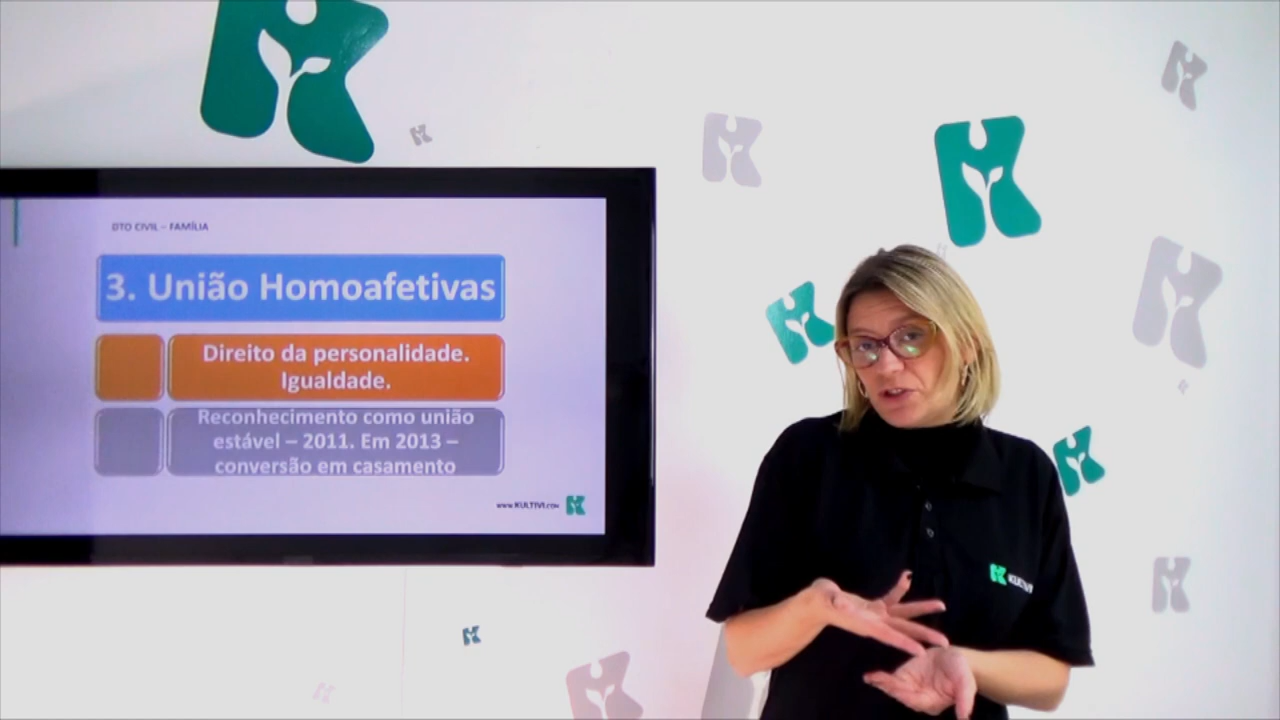 DTO CIVIL – FAMÍLIA
3. União Homoafetivas
Direito da personalidade.
Igualdade.
Reconhecimento como união
estável – 2011. Em 2013 –
conversão em casamento
www.KULTIVI.COM